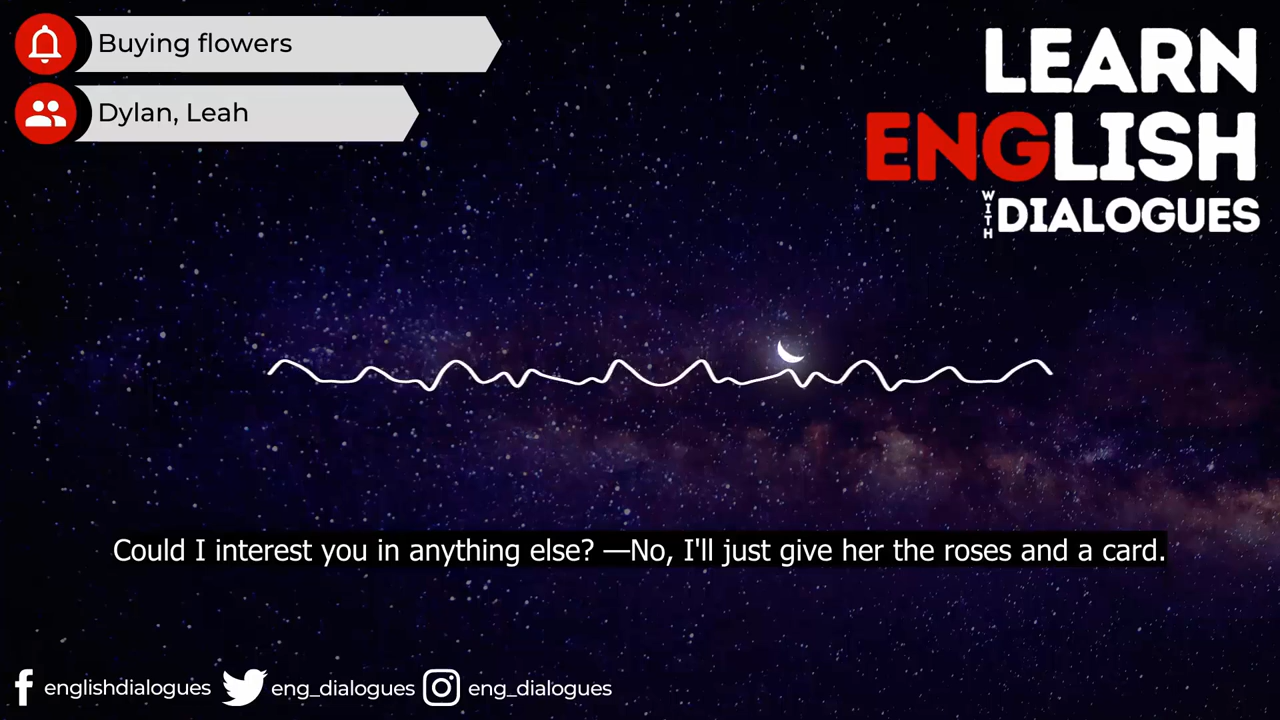 Buying flowers
Dylan, Leah
LEARN
ENGLISH
WITH DIALOGUES
Could I interest you in anything else? —No, I'll just give her the roses and a card.
englishdialogues eng_dialogues eng_dialogues